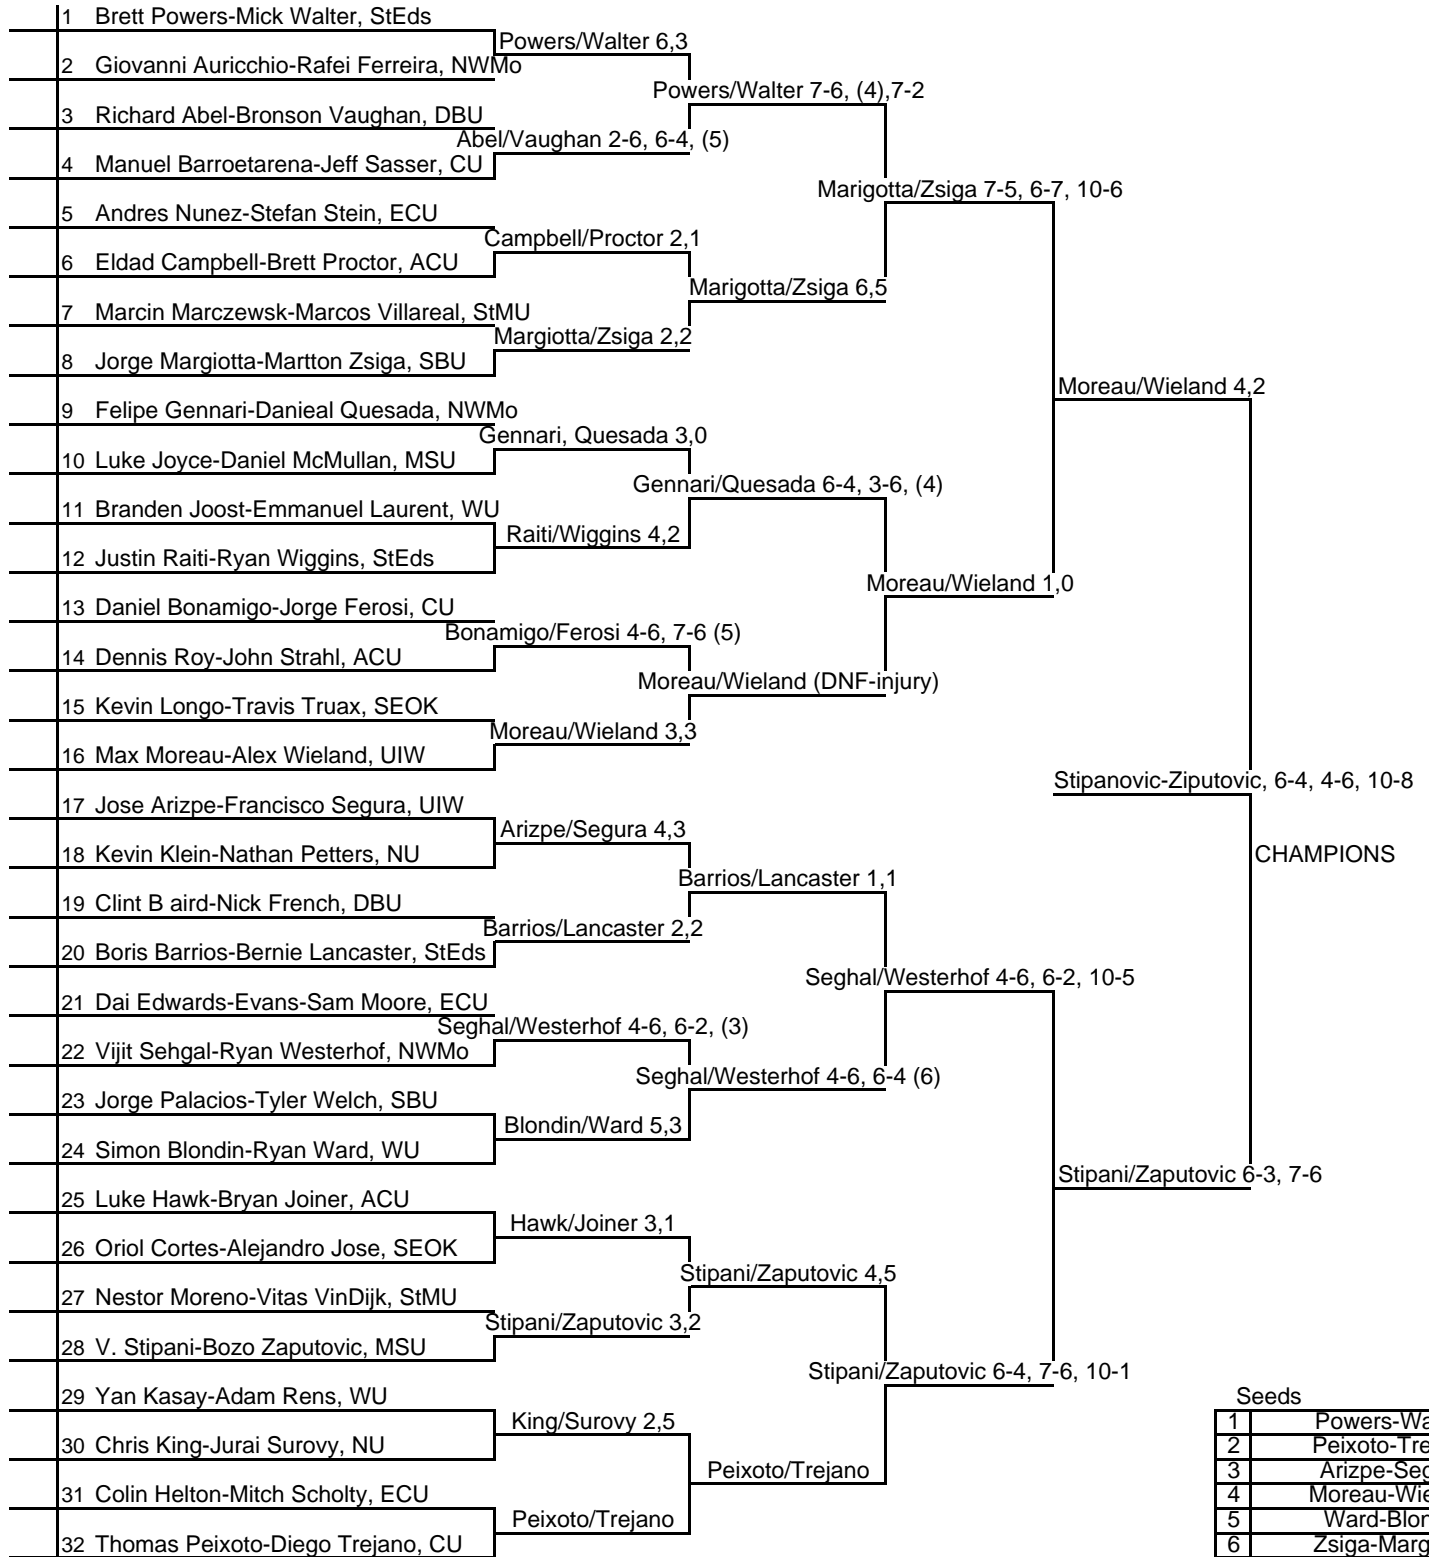 1 Brett Powers-Mick Walter, StEds
Powers/Walter 6,3
2 Giovanni Auricchio-Rafei Ferreira, NWMo
Powers/Walter 7-6, (4),7-2
3 Richard Abel-Bronson Vaughan, DBU
Abel/Vaughan 2-6, 6-4, (5)
4 Manuel Barroetarena-Jeff Sasser, CU
Marigotta/Zsiga 7-5, 6-7, 10-6
5 Andres Nunez-Stefan Stein, ECU
Campbell/Proctor 2,1
6 Eldad Campbell-Brett Proctor, ACU
Marigotta/Zsiga 6,5
7 Marcin Marczewsk-Marcos Villareal, StMU
Margiotta/Zsiga 2,2
8 Jorge Margiotta-Martton Zsiga, SBU
Moreau/Wieland 4,2
9 Felipe Gennari-Danieal Quesada, NWMo
Gennari, Quesada 3,0
10 Luke Joyce-Daniel McMullan, MSU
Gennari/Quesada 6-4, 3-6, (4)
11 Branden Joost-Emmanuel Laurent, WU
Raiti/Wiggins 4,2
12 Justin Raiti-Ryan Wiggins, StEds
Moreau/Wieland 1,0
13 Daniel Bonamigo-Jorge Ferosi, CU
Bonamigo/Ferosi 4-6, 7-6 (5)
14 Dennis Roy-John Strahl, ACU
Moreau/Wieland (DNF-injury)
15 Kevin Longo-Travis Truax, SEOK
Moreau/Wieland 3,3
16 Max Moreau-Alex Wieland, UIW
Stipanovic-Ziputovic, 6-4, 4-6, 10-8
17 Jose Arizpe-Francisco Segura, UIW
Arizpe/Segura 4,3
18 Kevin Klein-Nathan Petters, NU
CHAMPIONS
Barrios/Lancaster 1,1
19 Clint B aird-Nick French, DBU
Barrios/Lancaster 2,2
20 Boris Barrios-Bernie Lancaster, StEds
Seghal/Westerhof 4-6, 6-2, 10-5
21 Dai Edwards-Evans-Sam Moore, ECU
Seghal/Westerhof 4-6, 6-2, (3)
22 Vijit Sehgal-Ryan Westerhof, NWMo
Seghal/Westerhof 4-6, 6-4 (6)
23 Jorge Palacios-Tyler Welch, SBU
Blondin/Ward 5,3
24 Simon Blondin-Ryan Ward, WU
Stipani/Zaputovic 6-3, 7-6
25 Luke Hawk-Bryan Joiner, ACU
Hawk/Joiner 3,1
26 Oriol Cortes-Alejandro Jose, SEOK
Stipani/Zaputovic 4,5
27 Nestor Moreno-Vitas VinDijk, StMU
Stipani/Zaputovic 3,2
28 V. Stipani-Bozo Zaputovic, MSU
Stipani/Zaputovic 6-4, 7-6, 10-1
29 Yan Kasay-Adam Rens, WU
King/Surovy 2,5
30 Chris King-Jurai Surovy, NU
Peixoto/Trejano
31 Colin Helton-Mitch Scholty, ECU
Peixoto/Trejano
32 Thomas Peixoto-Diego Trejano, CU
Seeds
1 Powers-Wa
2 Peixoto-Tre
3 Arizpe-Seg
4 Moreau-Wie
5 Ward-Blon
6 Zsiga-Marg